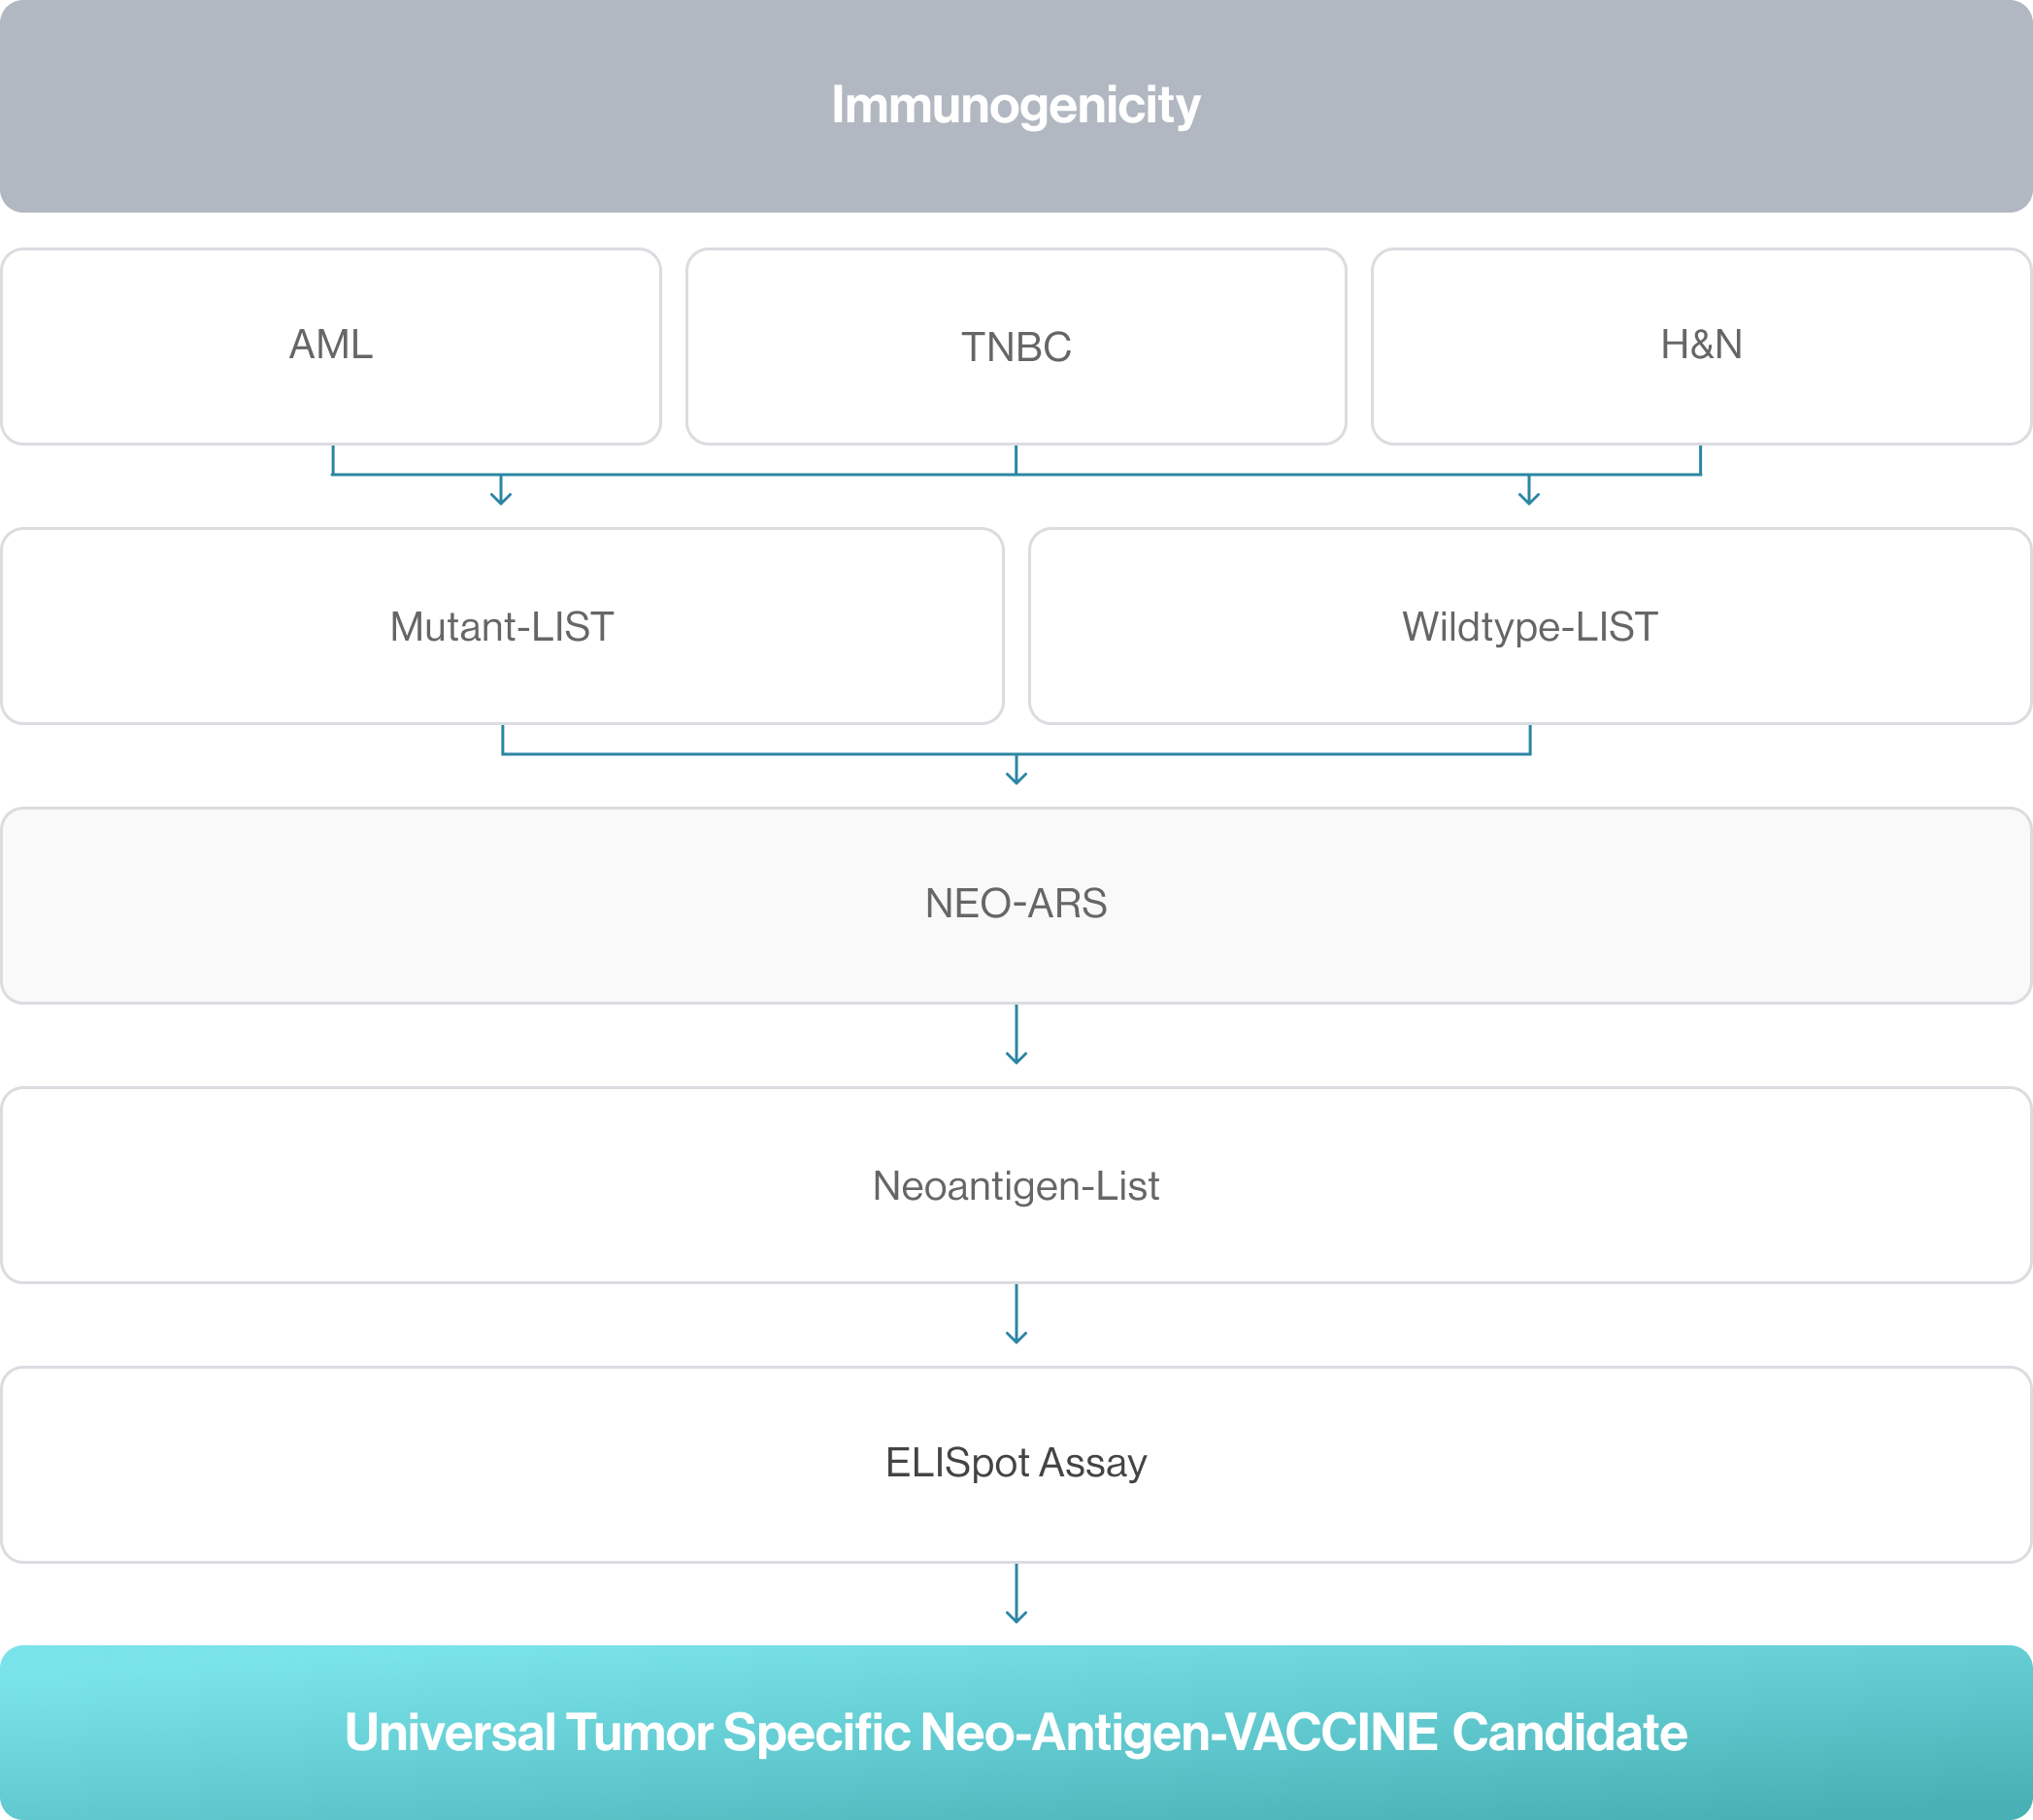 Immunogenicity
AML
TNBC
H&N
Mutant-LIST
Wildtype-LIST
NEO-ARS
Neoantigen-List
ELISpot Assay
Universal Tumor Specific Neo-Antigen-VACCINE Candidate